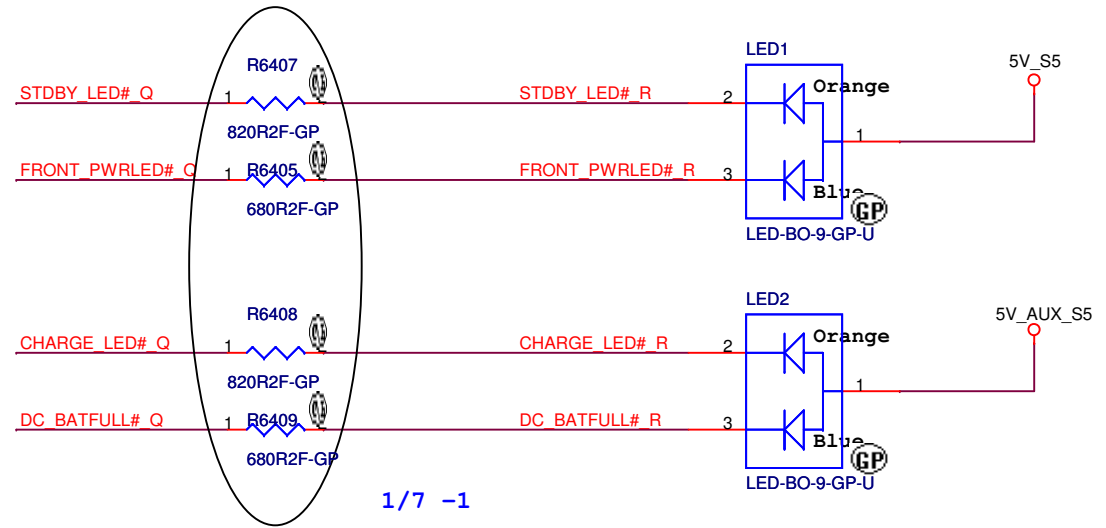 LED1
5V_S5
R6407
Orange
STDBY_LED#_Q
1
STDBY_LED#_R
2
1
820R2F-GP
FRONT_PWRLED#_Q
1
R6405
FRONT_PWRLED#_R
3
Blue
GP
680R2F-GP
LED-BO-9-GP-U
LED2
5V_AUX_S5
R6408
Orange
CHARGE_LED#_Q
1
CHARGE_LED#_R
2
1
820R2F-GP
DC_BATFULL#_Q
1
R6409
DC_BATFULL#_R
3
Blue
GP
680R2F-GP
LED-BO-9-GP-U
1/7 -1